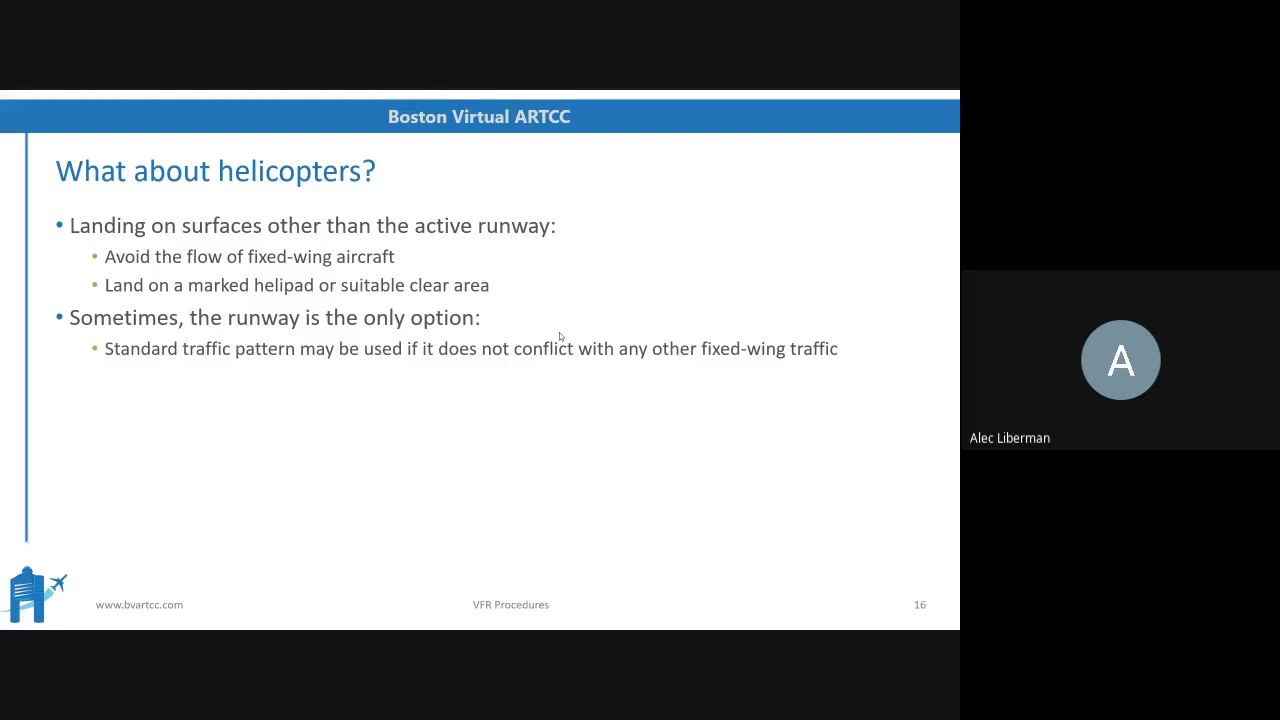 Boston Virtual ARTCC
What about helicopters?
• Landing on surfaces other than the active runway:
• Avoid the flow of fixed-wing aircraft
• Land on a marked helipad or suitable clear area
• Sometimes, the runway is the only option:
• Standard traffic pattern may be used if it does not conflict with any other fixed-wing traffic
www.bvartcc.com
VFR Procedures
16
A
Alec Liberman